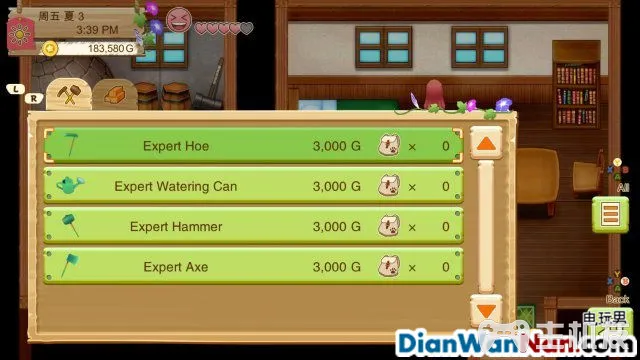 周五 夏 3
3:39 PM
183,580 G
L
R
Expert Hoe 3,000 G × 0
Expert Watering Can 3,000 G × 0
Expert Hammer 3,000 G × 0
Expert Axe 3,000 G × 0
Y
X B
A
All
Y
X B
A
Back
电玩男
DianWanNan.com